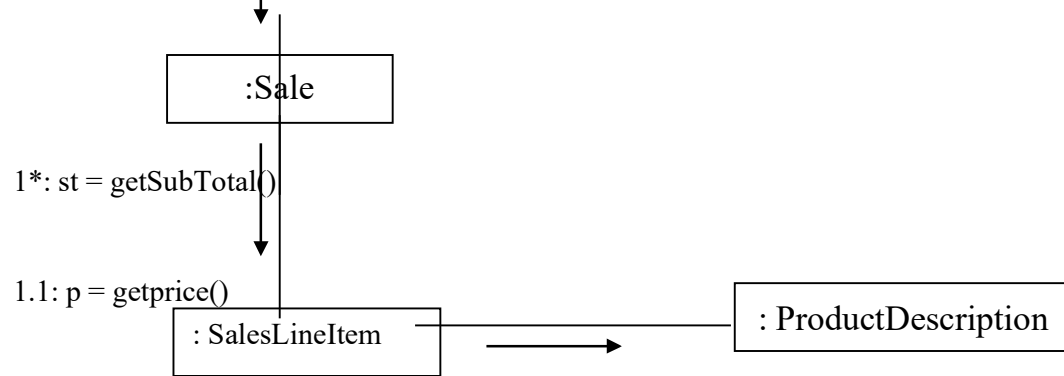 :Sale
1*: st = getSubTotal()
1.1: p = getprice()
: SalesLineItem
: ProductDescription